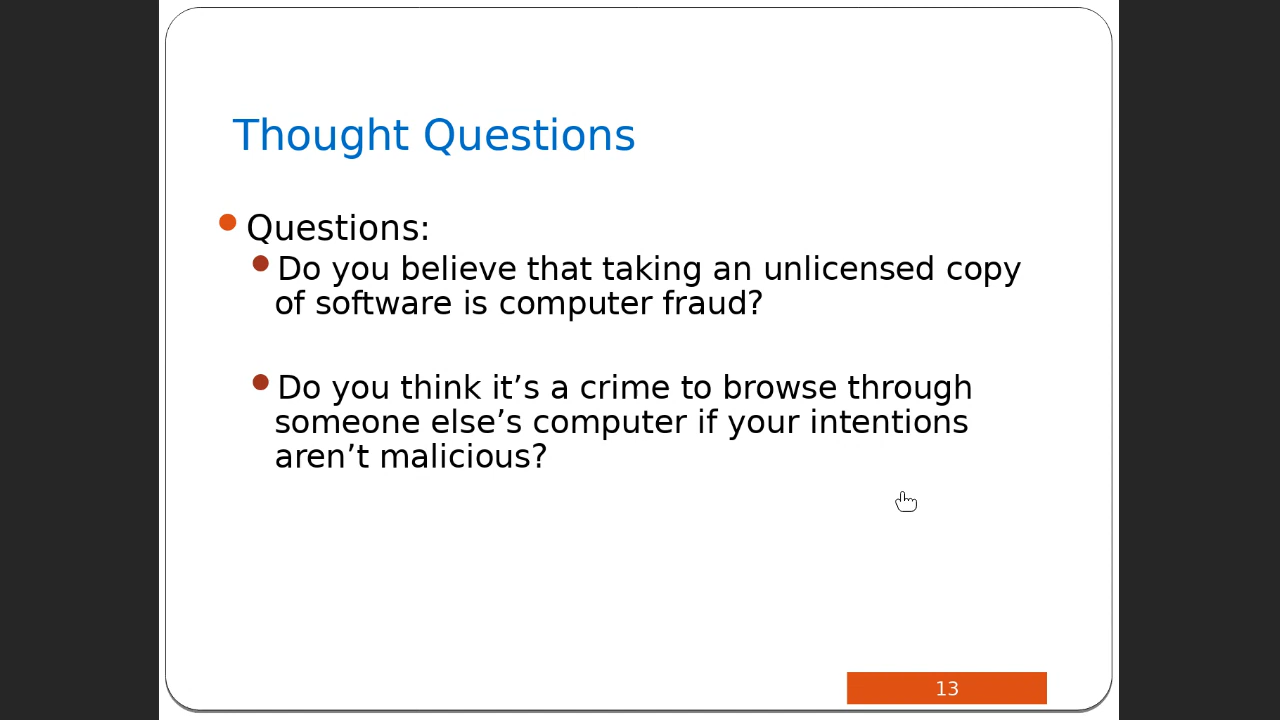 Thought Questions
Questions:
Do you believe that taking an unlicensed copy
of software is computer fraud?
Do you think it’s a crime to browse through
someone else’s computer if your intentions
aren’t malicious?
13